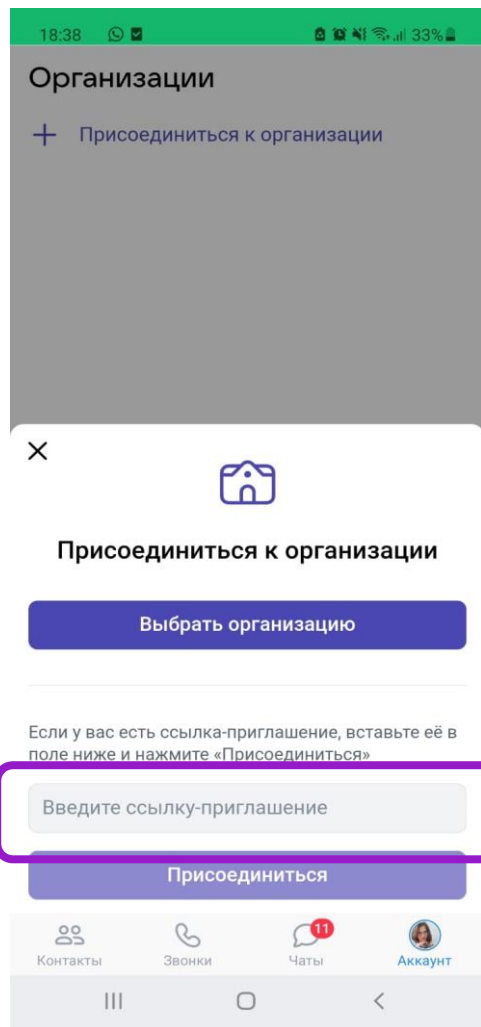 18:38 33%
Организации
Присоединиться к организации
Присоединиться к организации
Выбрать организацию
Если у вас есть ссылка-приглашение, вставьте её в
поле ниже и нажмите «Присоединиться»
Введите ссылку-приглашение
Присоединиться
11
Контакты Звонки Чаты Аккаунт